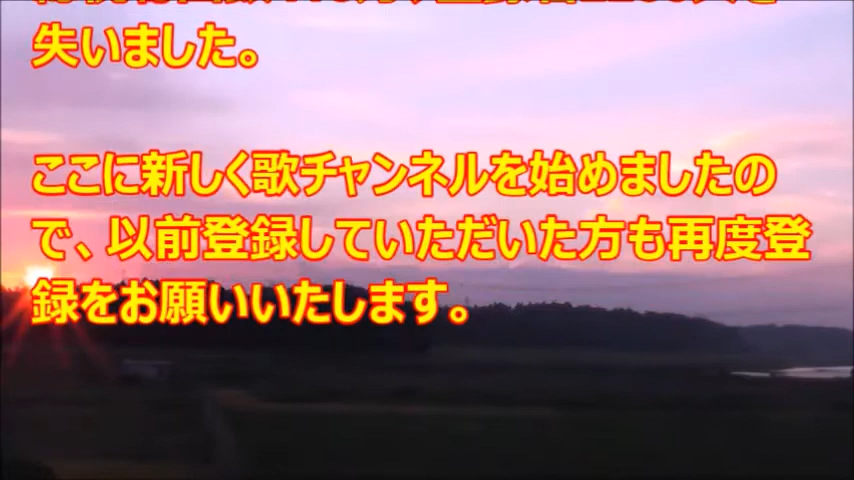 失いました。
ここに新しく歌チャンネルを始めましたの
で、以前登録していただいた方も再度登
録をお願いいたします。